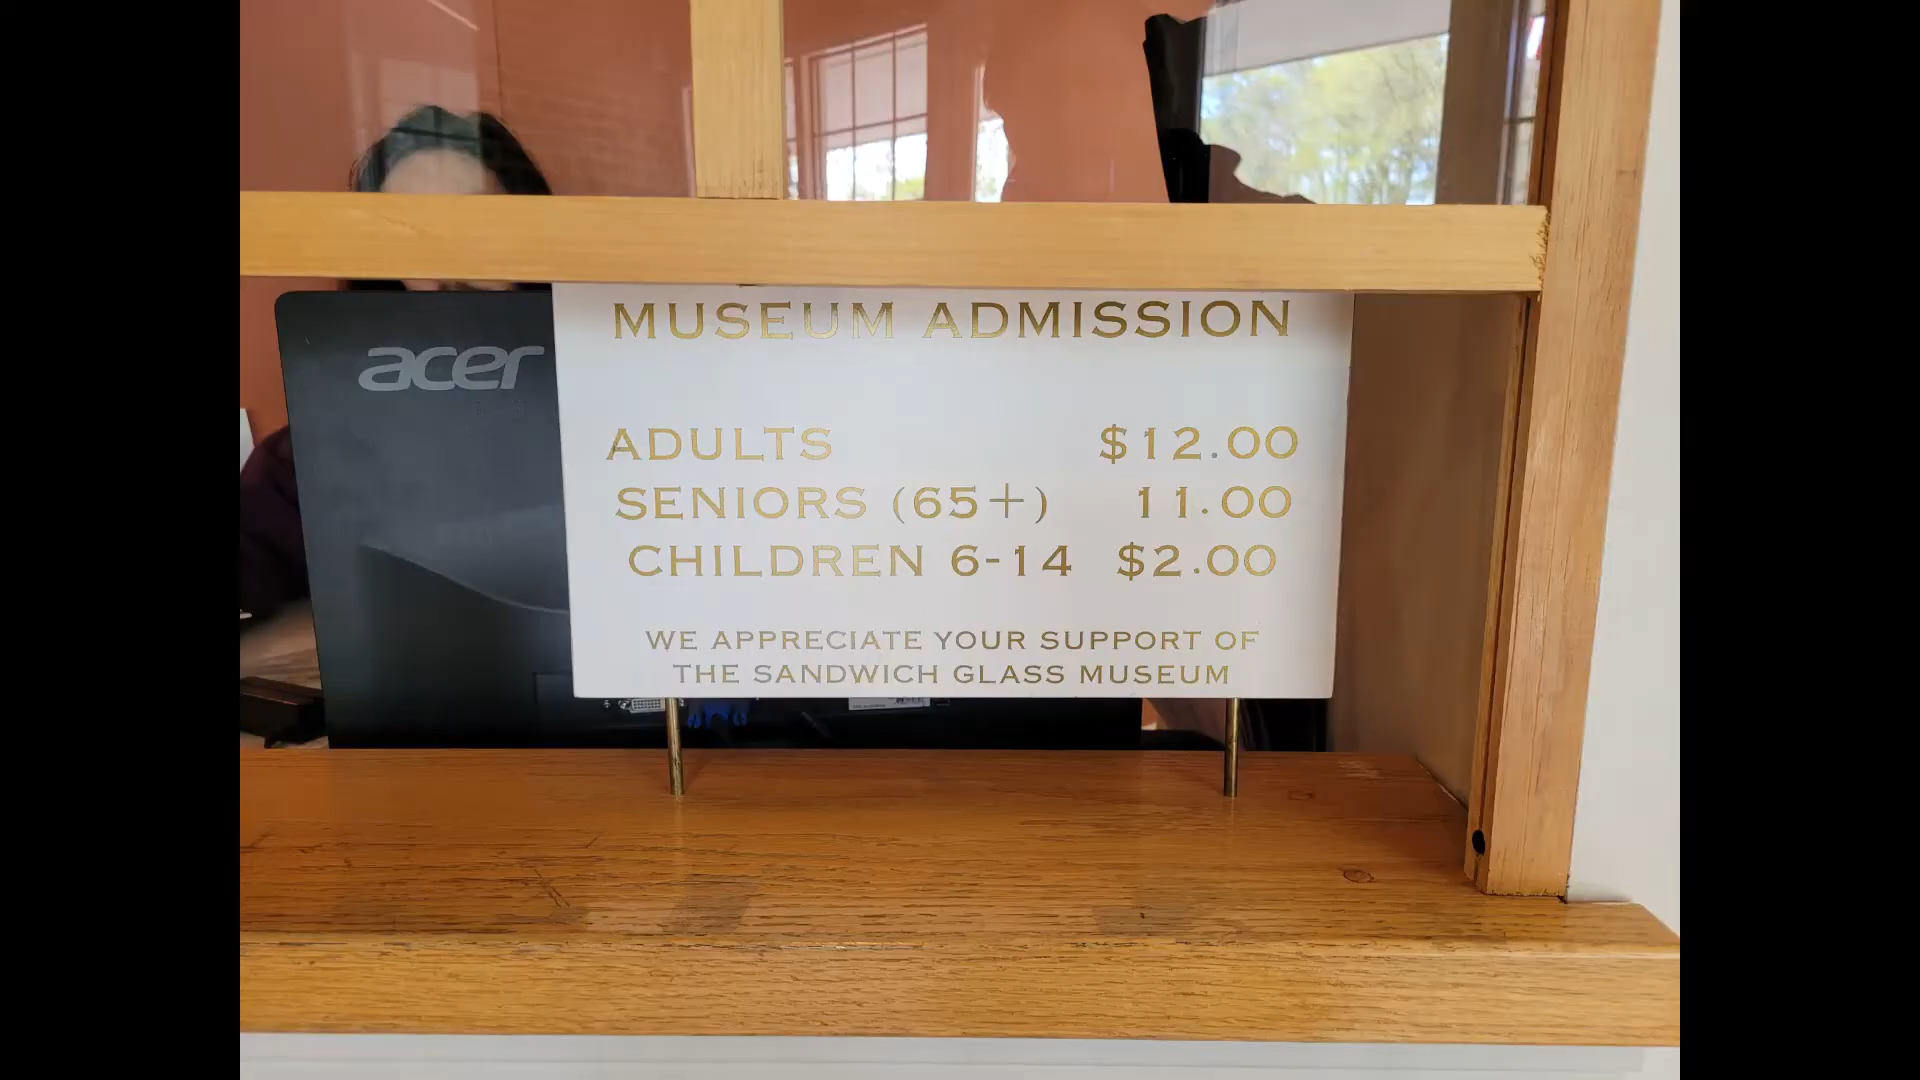 acer
MUSEUM ADMISSION
ADULTS $12.00
SENIORS (65+) 11.00
CHILDREN 6-14 $2.00
WE APPRECIATE YOUR SUPPORT OF
THE SANDWICH GLASS MUSEUM